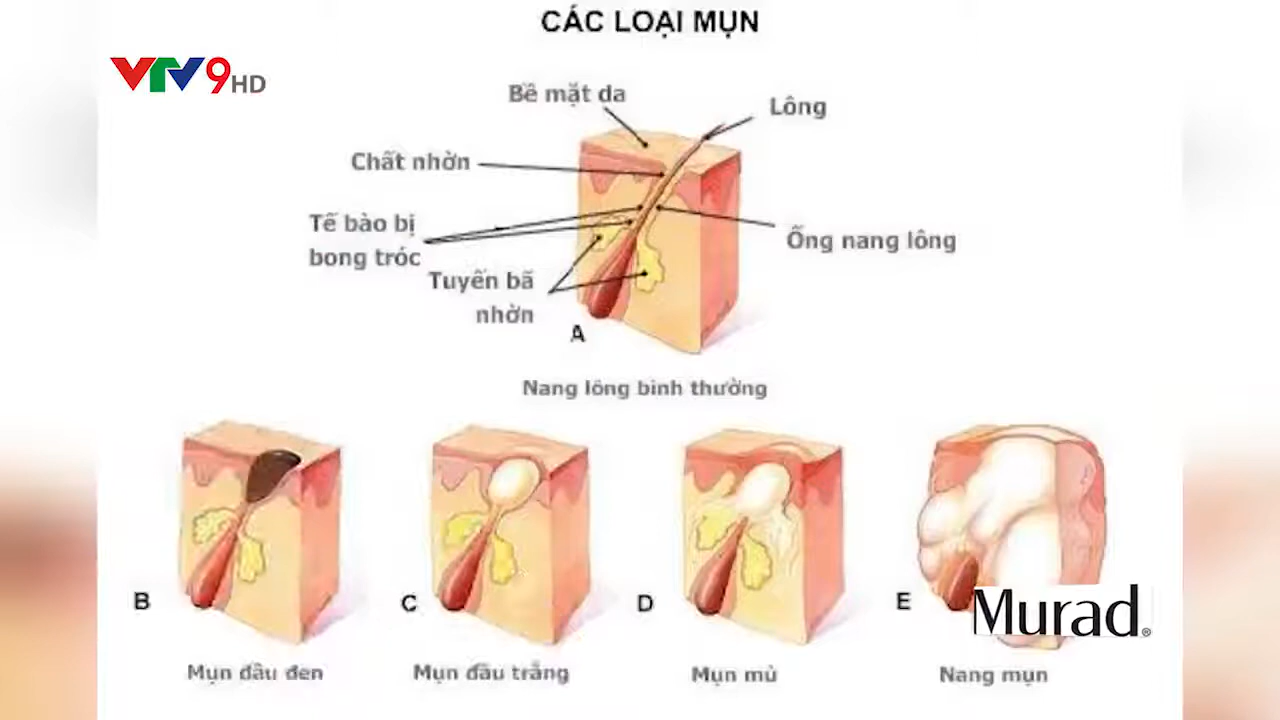 CÁC LOẠI MỤN
VTV9HD
Bề mặt da
Lông
Chất nhờn
Tế bào bị
bong tróc
Ống nang lông
Tuyến bã
nhờn
A
Nang lông bình thường
B
C
D
E
Murad®
Mụn đầu đen
Mụn đầu trắng
Mụn mủ
Nang mụn